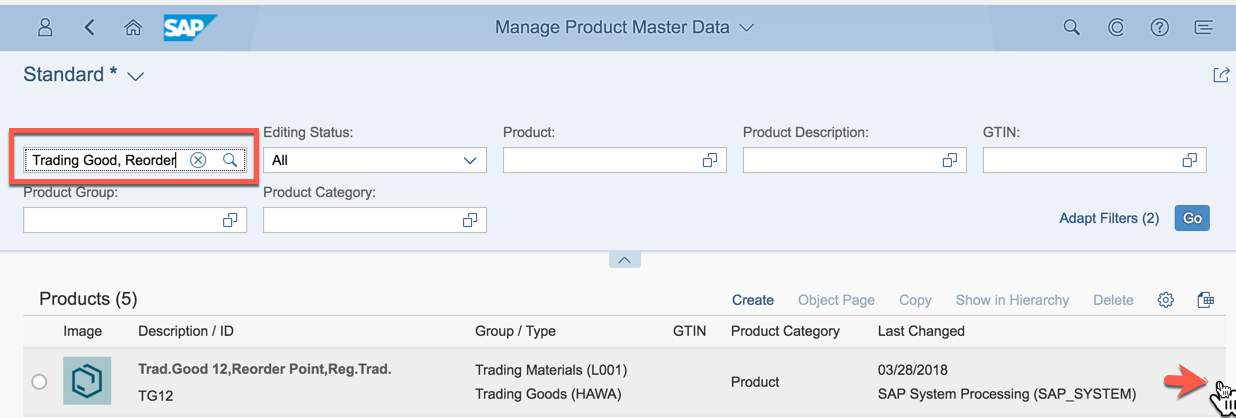 SAP
Manage Product Master Data
Standard *
Editing Status:
Product:
Product Description:
GTIN:
Trading Good, Reorder
All
Product Group:
Product Category:
Adapt Filters (2)
Go
Products (5)
Create
Object Page
Copy
Show in Hierarchy
Delete
Image
Description / ID
Group / Type
GTIN
Product Category
Last Changed
Trad.Good 12,Reorder Point,Reg.Trad.
TG12
Trading Materials (L001)
Trading Goods (HAWA)
Product
03/28/2018
SAP System Processing (SAP_SYSTEM)